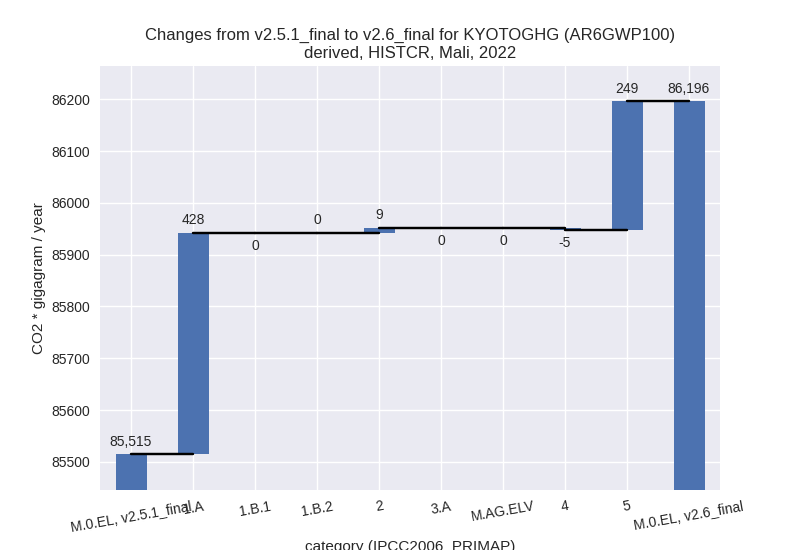 Changes from v2.5.1_final to v2.6_final for KYOTOGHG (AR6GWP100)
derived, HISTCR, Mali, 2022
CO2 * gigagram / year
86200
86100
86000
85900
85800
85700
85600
85500
85,515
428
0
0
9
0
0
-5
249
86,196
M.0.EL, v2.5.1_final
1.A
1.B.1
1.B.2
2
3.A
M.AG.ELV
4
5
M.0.EL, v2.6_final
category (IPCC2006_PRIMAP)